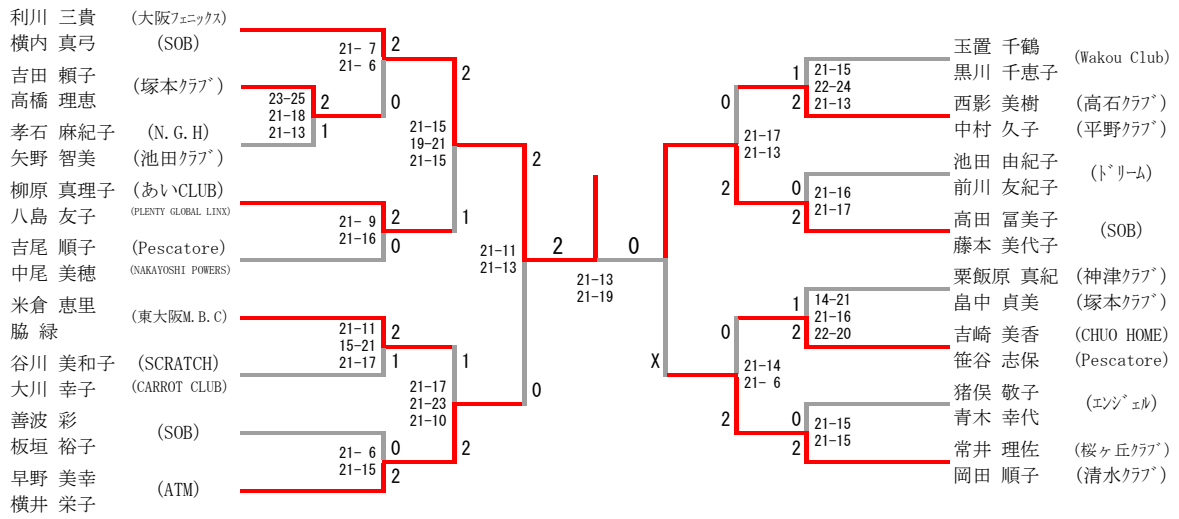 利川 三貴 (大阪フェニックス)
横内 真弓 (SOB)
吉田 頼子
高橋 理恵
(塚本クラブ)
孝石 麻紀子 (N.G.H)
矢野 智美 (池田クラブ)
柳原 真理子 (あいCLUB)
八島 友子 (PLENTY GLOBAL LINX)
吉尾 順子 (Pescatore)
中尾 美穂 (NAKAYOSHI POWERS)
米倉 恵里
脇 緑
(東大阪M.B.C)
谷川 美和子 (SCRATCH)
大川 幸子 (CARROT CLUB)
善波 彩
板垣 裕子
(SOB)
早野 美幸
横井 栄子
(ATM)
21- 7
21- 6
2
0
23-25
21-18
21-13
2
1
21- 9
21-16
2
0
21-15
19-21
21-15
2
1
21-11
15-21
21-17
2
1
21- 6
21-15
0
2
21-17
21-23
21-10
1
2
21-11
21-13
2
0
2
0
21-13
21-19
玉置 千鶴
黒川 千恵子
(Wakou Club)
西影 美樹 (高石クラブ)
中村 久子 (平野クラブ)
池田 由紀子
前川 友紀子
(ドリーム)
高田 冨美子
藤本 美代子
(SOB)
粟飯原 真紀 (神津クラブ)
畠中 貞美 (塚本クラブ)
吉崎 美香 (CHUO HOME)
笹谷 志保 (Pescatore)
猪俣 敬子
青木 幸代
(エンジェル)
常井 理佐 (桜ヶ丘クラブ)
岡田 順子 (清水クラブ)
1
2
21-15
22-24
21-13
0
2
21-16
21-17
0
2
21-17
21-13
1
2
14-21
21-16
22-20
0
2
21-15
21-15
0
2
21-14
21- 6
X